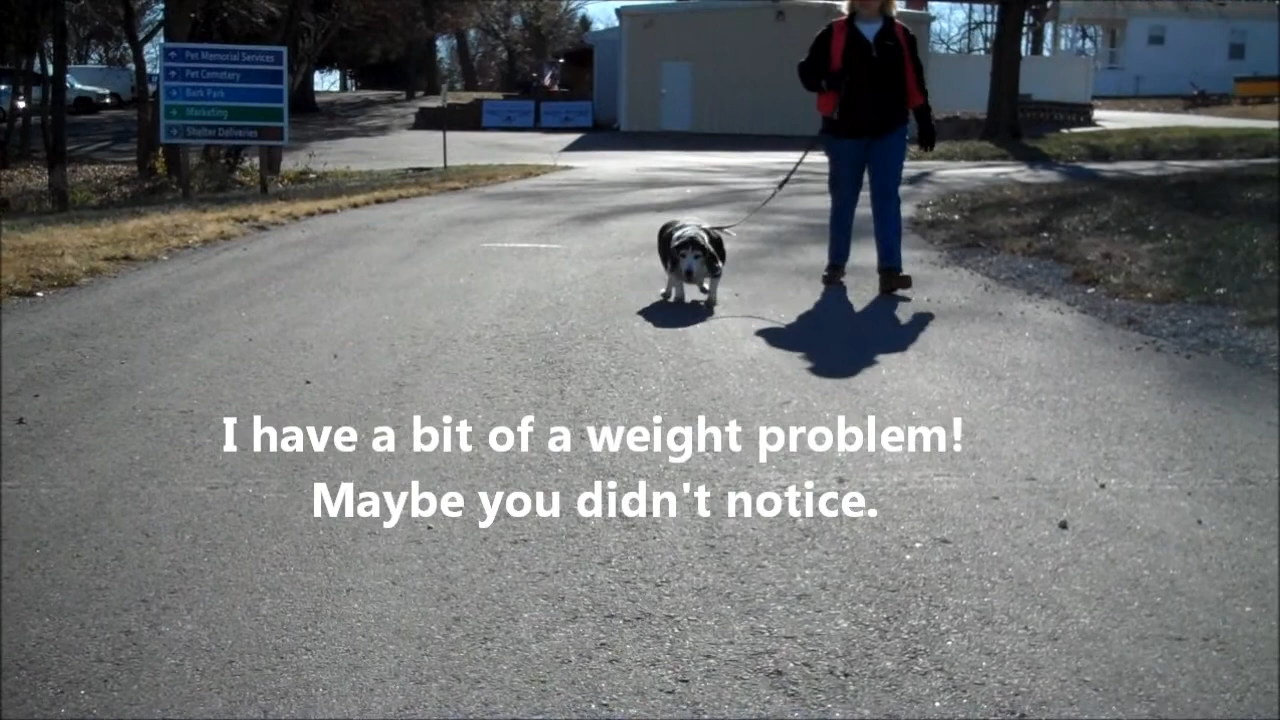 Pet Memorial Services
Pet Cemetery
Bark Park
Marketing
Shelter Deliveries
I have a bit of a weight problem!
Maybe you didn't notice.